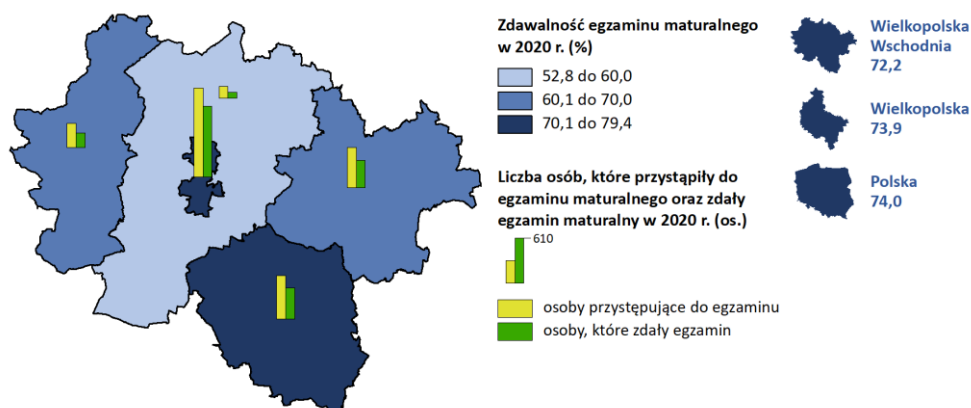 Zdawalność egzaminu maturalnego
w 2020 r. (%)
52,8 do 60,0
60,1 do 70,0
70,1 do 79,4
Liczba osób, które przystąpiły do
egzaminu maturalnego oraz zdały
egzamin maturalny w 2020 r. (os.)
610
osoby przystępujące do egzaminu
osoby, które zdały egzamin
Wielkopolska
Wschodnia
72,2
Wielkopolska
73,9
Polska
74,0